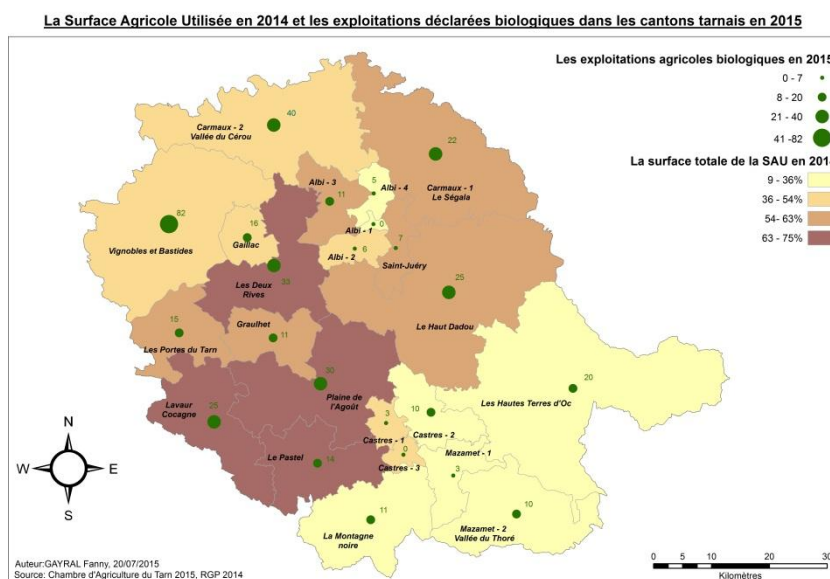 La Surface Agricole Utilisée en 2014 et les exploitations déclarées biologiques dans les cantons tarnais en 2015
Les exploitations agricoles biologiques en 2015
0 - 7
8 - 20
21 - 40
41 -82
La surface totale de la SAU en 2014
9 - 36%
36 - 54%
54- 63%
63 - 75%
40
Carmaux - 2
Vallée du Cérou
22
Carmaux - 1
Le Ségala
Albi - 3
11
5
Albi - 4
82
Vignobles et Bastides
16
Gaillac
0
Albi - 1
6
Albi - 2
7
Saint-Juéry
33
Les Deux
Rives
25
Le Haut Dadou
15
Les Portes du Tarn
Graulhet
11
30
Plaine de
l'Agoût
20
Les Hautes Terres d'Oc
Lavaur
Cocagne
25
3
Castres - 1
10
Castres - 2
0
Castres - 3
Mazamet - 1
3
Le Pastel
14
11
La Montagne
noire
10
Mazamet - 2
Vallée du Thoré
N
W
E
S
Auteur:GAYRAL Fanny, 20/07/2015
Source: Chambre d'Agriculture du Tarn 2015, RGP 2014
0 5 10 20 30
Kilomètres